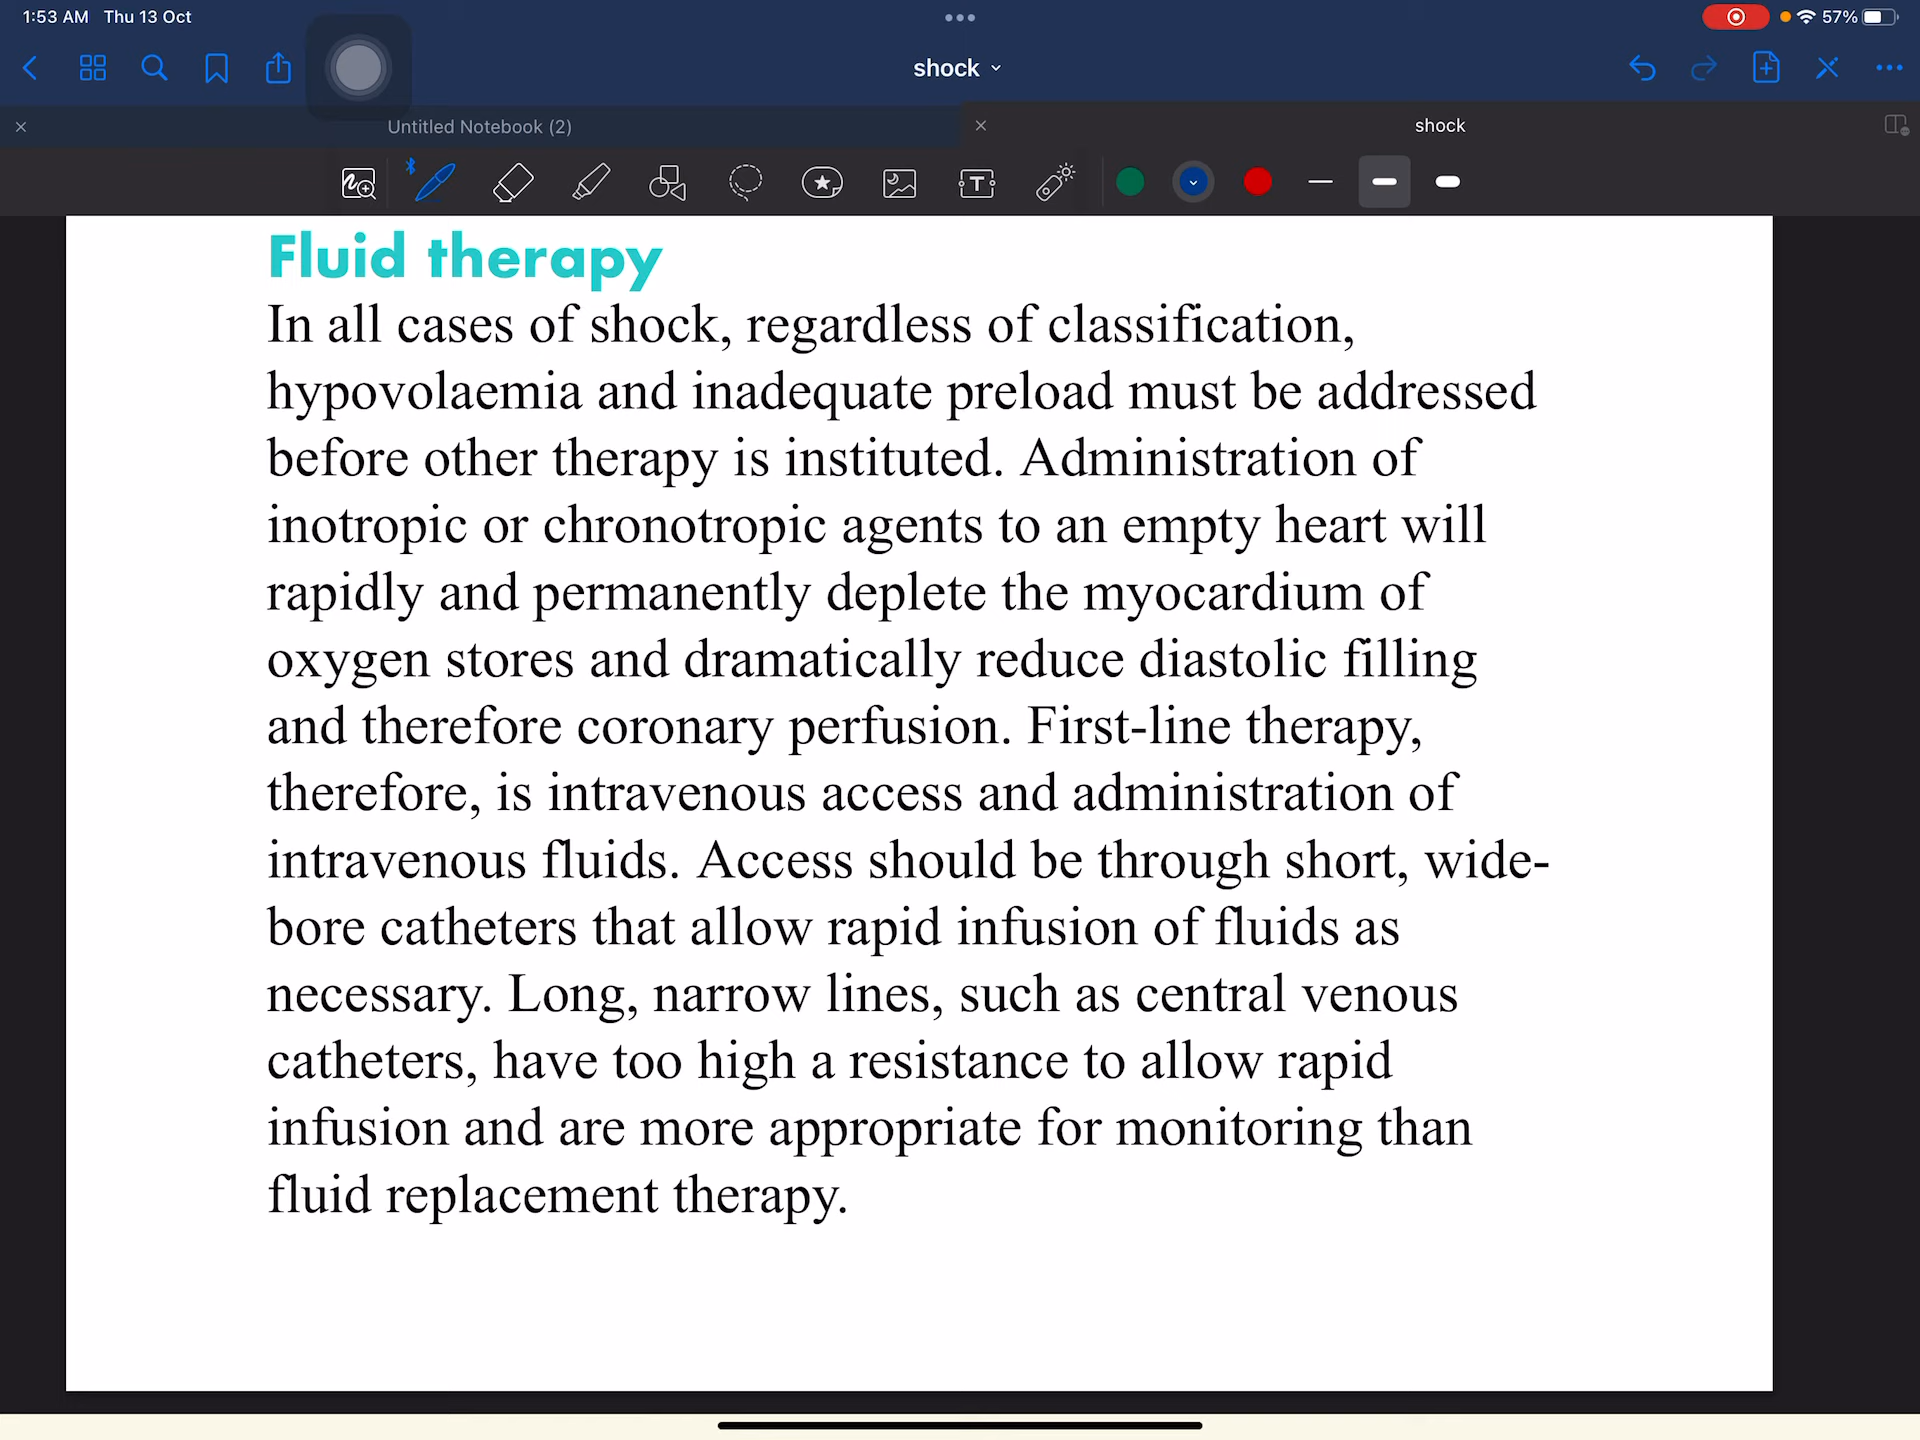 1:53 AM Thu 13 Oct
57%
shock
Untitled Notebook (2)
shock
T
Fluid therapy
In all cases of shock, regardless of classification,
hypovolaemia and inadequate preload must be addressed
before other therapy is instituted. Administration of
inotropic or chronotropic agents to an empty heart will
rapidly and permanently deplete the myocardium of
oxygen stores and dramatically reduce diastolic filling
and therefore coronary perfusion. First-line therapy,
therefore, is intravenous access and administration of
intravenous fluids. Access should be through short, wide-
bore catheters that allow rapid infusion of fluids as
necessary. Long, narrow lines, such as central venous
catheters, have too high a resistance to allow rapid
infusion and are more appropriate for monitoring than
fluid replacement therapy.